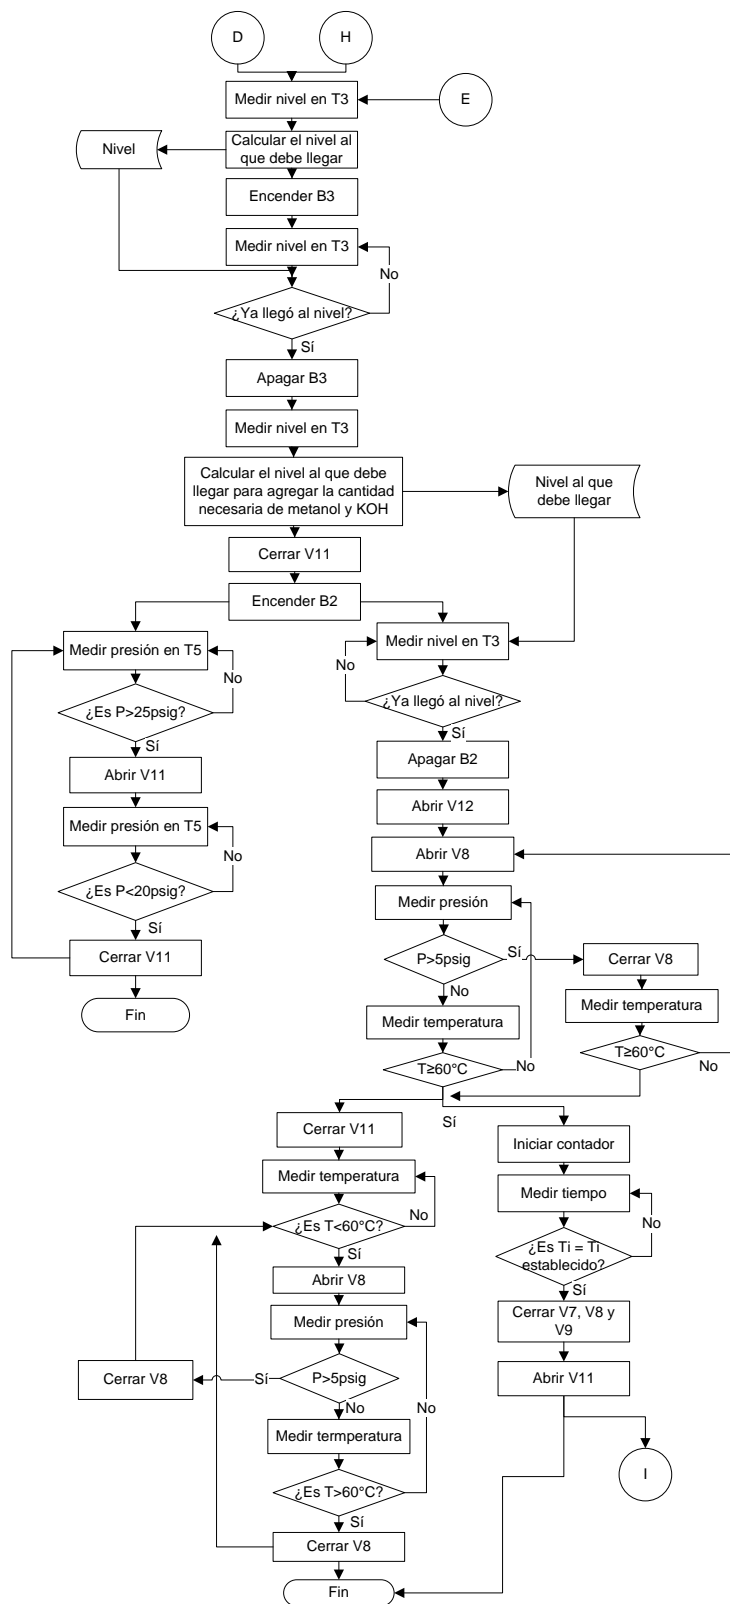 D
H
Medir nivel en T3
E
Calcular el nivel al
que debe llegar
Nivel
Encender B3
Medir nivel en T3
No
¿Ya llegó al nivel?
Sí
Apagar B3
Medir nivel en T3
Calcular el nivel al que debe
llegar para agregar la cantidad
necesaria de metanol y KOH
Nivel al que
debe llegar
Cerrar V11
Encender B2
Medir presión en T5
No
¿Es P>25psig?
Sí
Abrir V11
Medir presión en T5
No
¿Es P<20psig?
Sí
Cerrar V11
Fin
Medir nivel en T3
No
¿Ya llegó al nivel?
Sí
Apagar B2
Abrir V12
Abrir V8
Medir presión
P>5psig
Sí
No
Cerrar V8
Medir temperatura
T≥60°C
No
Medir temperatura
T≥60°C
No
Sí
Cerrar V11
Medir temperatura
No
¿Es T<60°C?
Sí
Abrir V8
Medir presión
P>5psig
Sí
Cerrar V8
No
No
Medir termperatura
¿Es T>60°C?
Sí
Cerrar V8
Fin
Iniciar contador
Medir tiempo
No
¿Es Ti = Ti
establecido?
Sí
Cerrar V7, V8 y
V9
Abrir V11
I